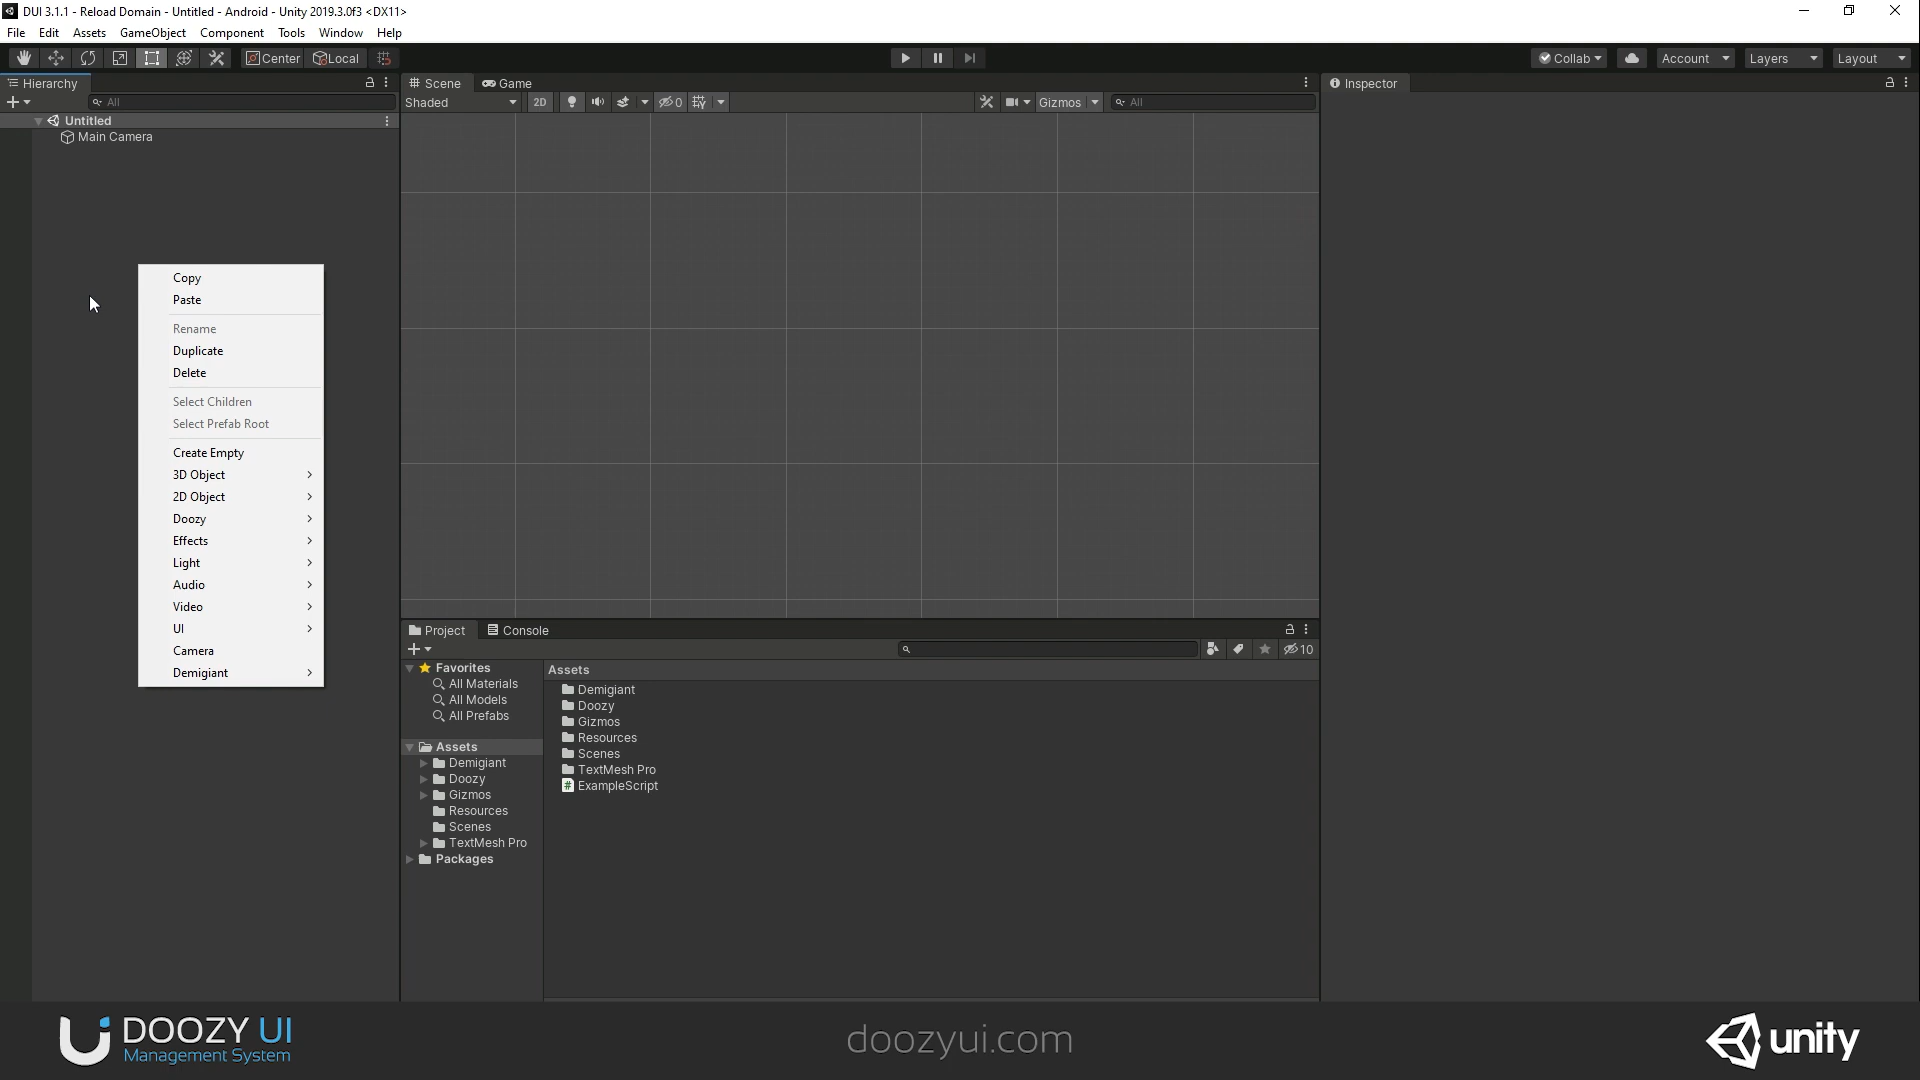 DUI 3.1.1 - Reload Domain - Untitled - Android - Unity 2019.3.0f3 <DX11>
File Edit Assets GameObject Component Tools Window Help
Center Local Collab Account Layers Layout
Hierarchy
All
Untitled
Main Camera
Copy
Paste
Rename
Duplicate
Delete
Select Children
Select Prefab Root
Create Empty
3D Object
2D Object
Doozy
Effects
Light
Audio
Video
UI
Camera
Demigiant
Scene Game
Shaded 2D 0 Gizmos All
Inspector
Project Console
10
Favorites
All Materials
All Models
All Prefabs
Assets
Demigiant
Doozy
Gizmos
Resources
Scenes
TextMesh Pro
Packages
Assets
Demigiant
Doozy
Gizmos
Resources
Scenes
TextMesh Pro
ExampleScript
DOOZY UI
Management System
doozyui.com
unity